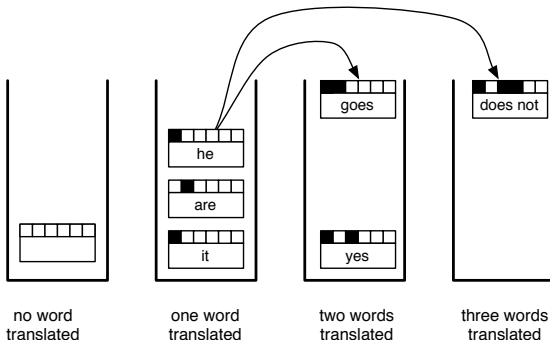 goes
does not
he
are
it
yes
no word
translated
one word
translated
two words
translated
three words
translated